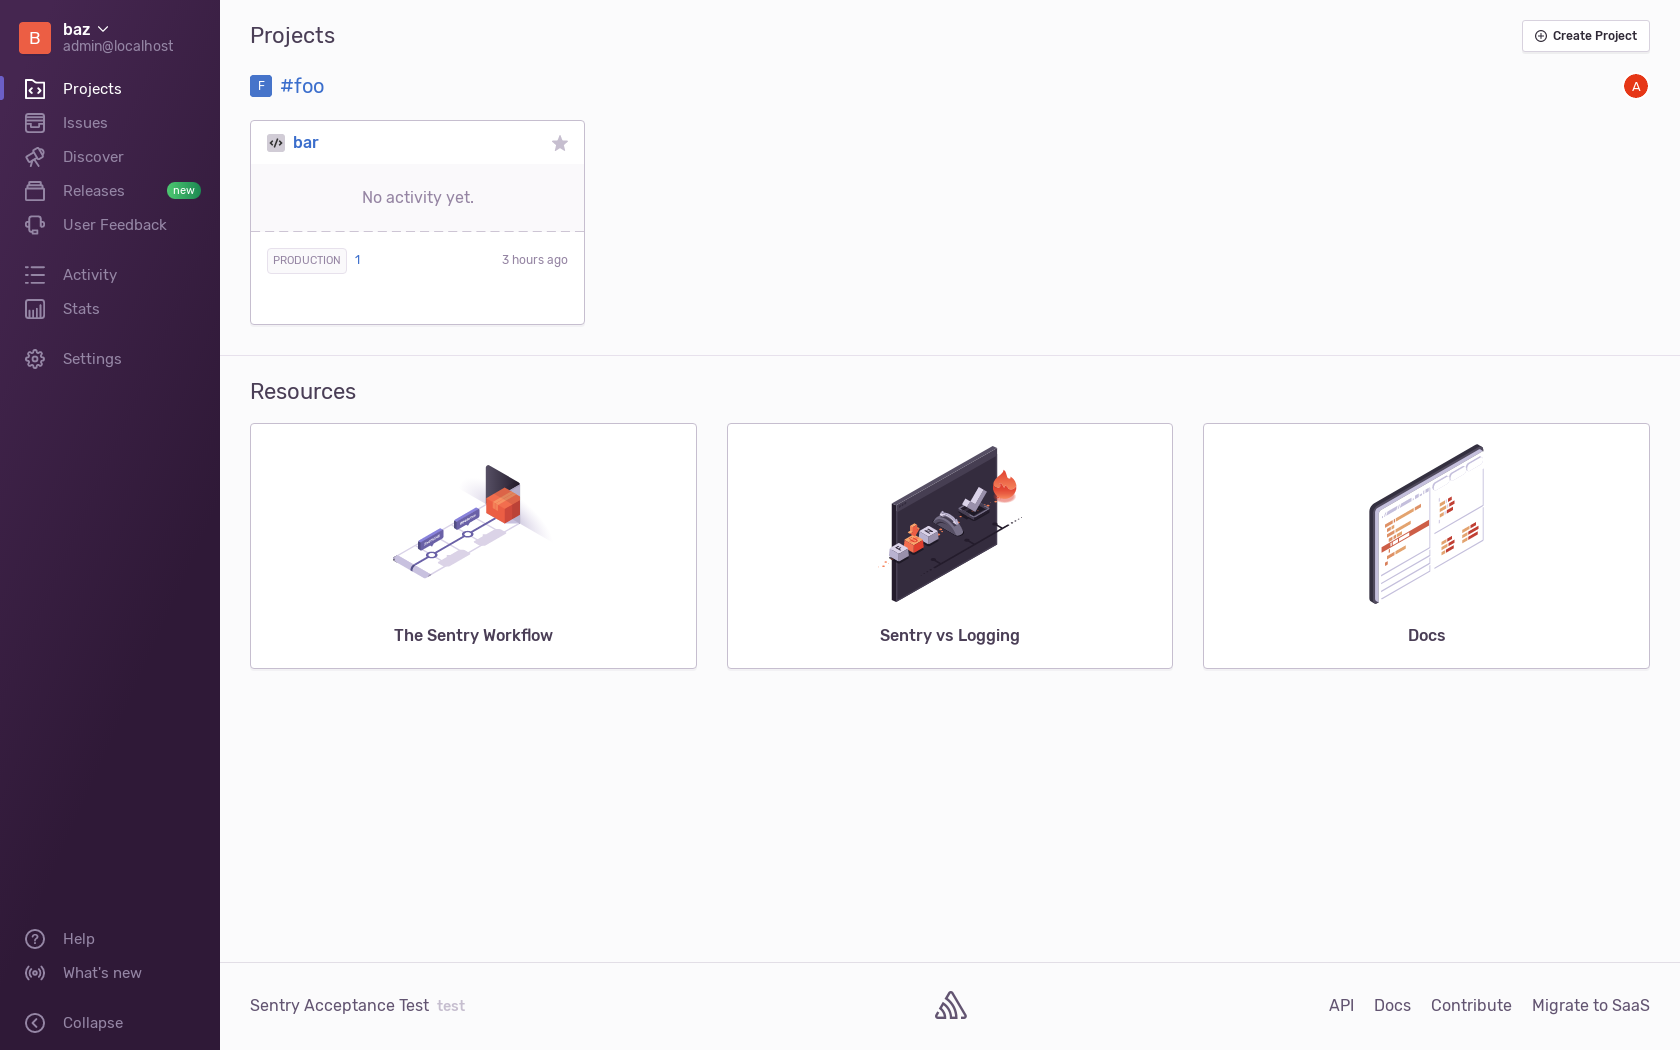 B
baz
admin@localhost
Projects
Issues
Discover
Releases
new
User Feedback
Activity
Stats
Settings
Help
What's new
Collapse
Projects
Create Project
F
#foo
A
bar
No activity yet.
PRODUCTION
1
3 hours ago
Resources
The Sentry Workflow
Sentry vs Logging
Docs
Sentry Acceptance Test test
API
Docs
Contribute
Migrate to SaaS